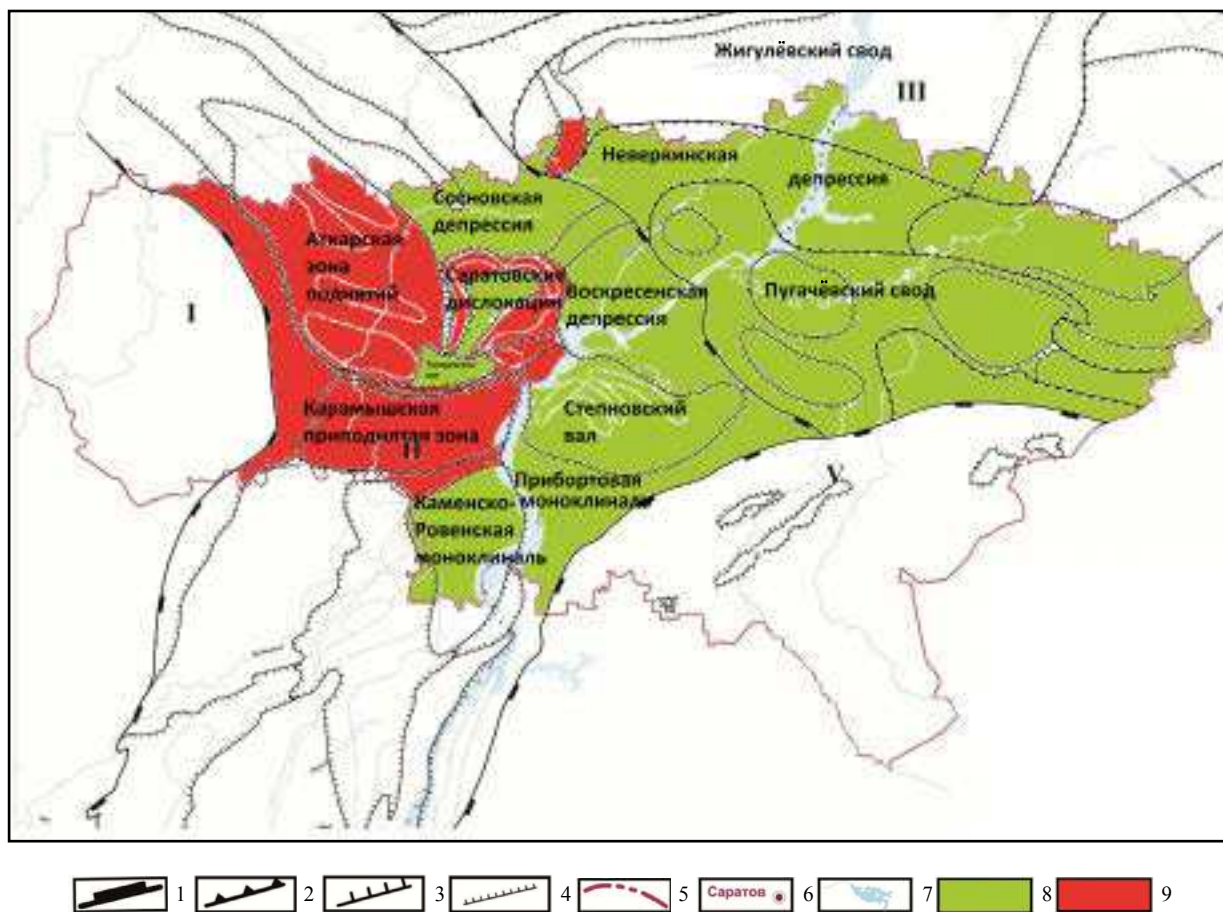 Жигулёвский свод
III
Неверкинская
депрессия
Сосновская
депрессия
Аткарская
зона
поднятий
Саратовские
дислокации
I
Воскресенская
депрессия
Пугачёвский свод
Карамышская
приподнятая зона
II
Степновский
вал
Прибортовая
моноклиналь
V
Каменско-
Ровенская
моноклиналь
1 2 3 4 5 Саратов 6 7 8 9